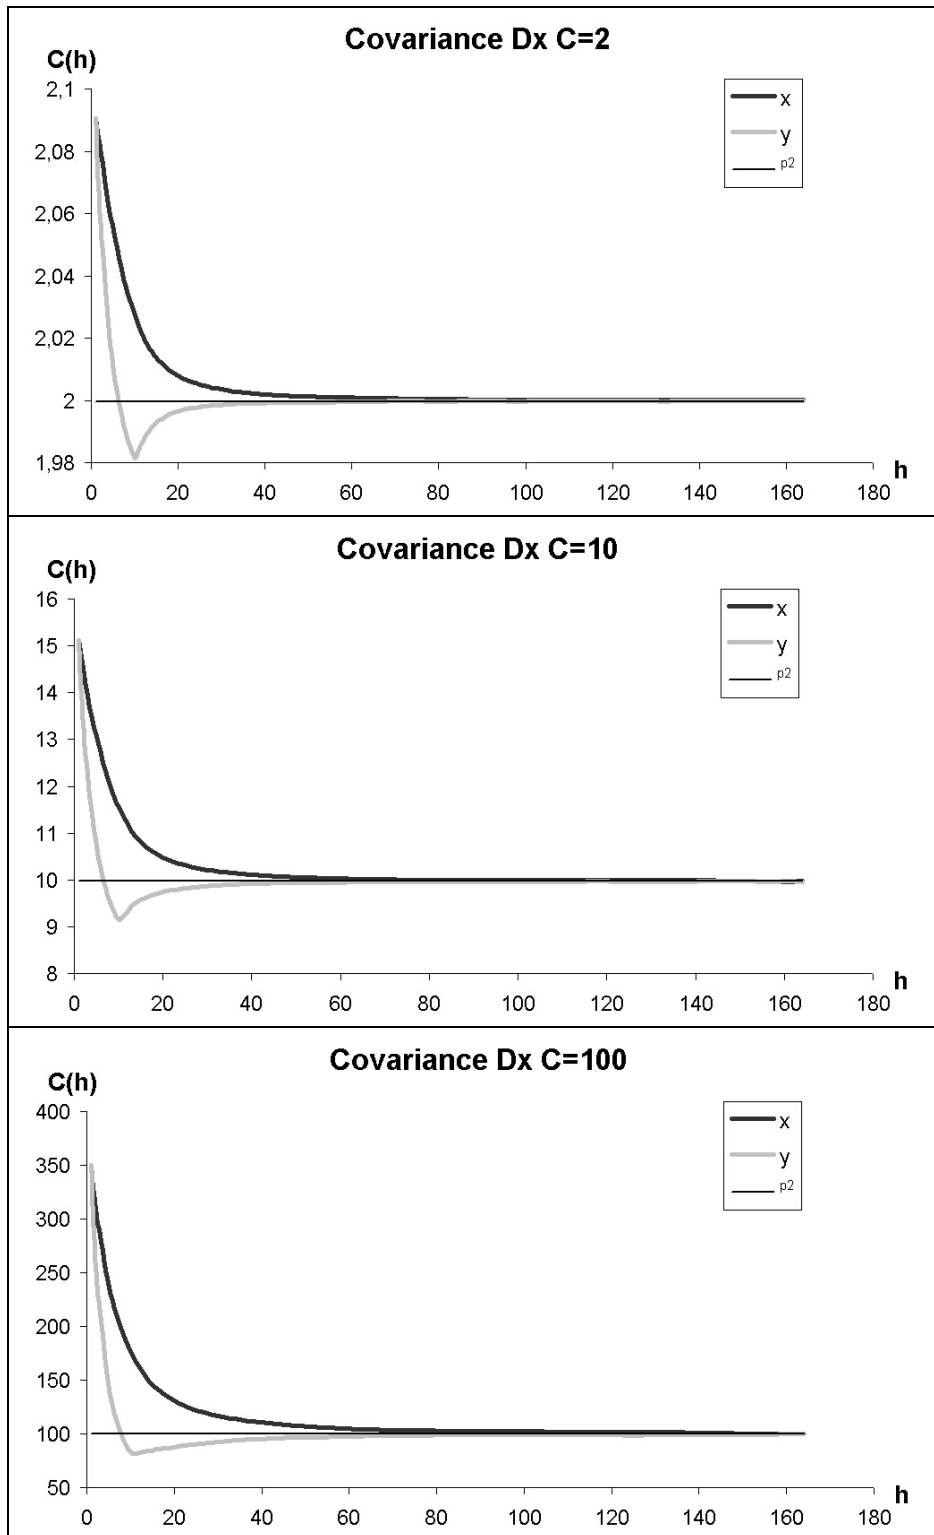 Covariance Dx C=2
C(h)
2,1
2,08
2,06
2,04
2,02
2
1,98
0 20 40 60 80 100 120 140 160 180
h
x
y
p2
Covariance Dx C=10
C(h)
16
15
14
13
12
11
10
9
8
0 20 40 60 80 100 120 140 160 180
h
x
y
p2
Covariance Dx C=100
C(h)
400
350
300
250
200
150
100
50
0 20 40 60 80 100 120 140 160 180
h
x
y
p2